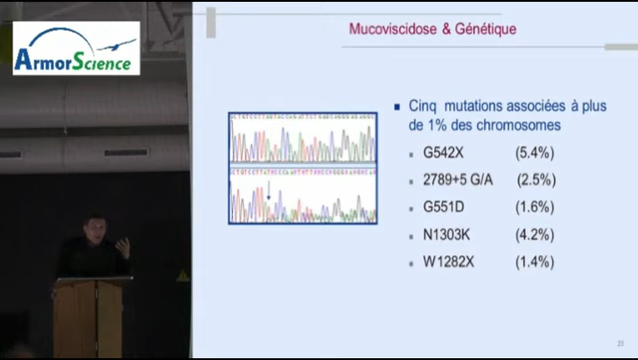 ArmorScience
Mucoviscidose & Génétique
Cinq mutations associées à plus
de 1% des chromosomes
G542X (5.4%)
2789+5 G/A (2.5%)
G551D (1.6%)
N1303K (4.2%)
W1282X (1.4%)